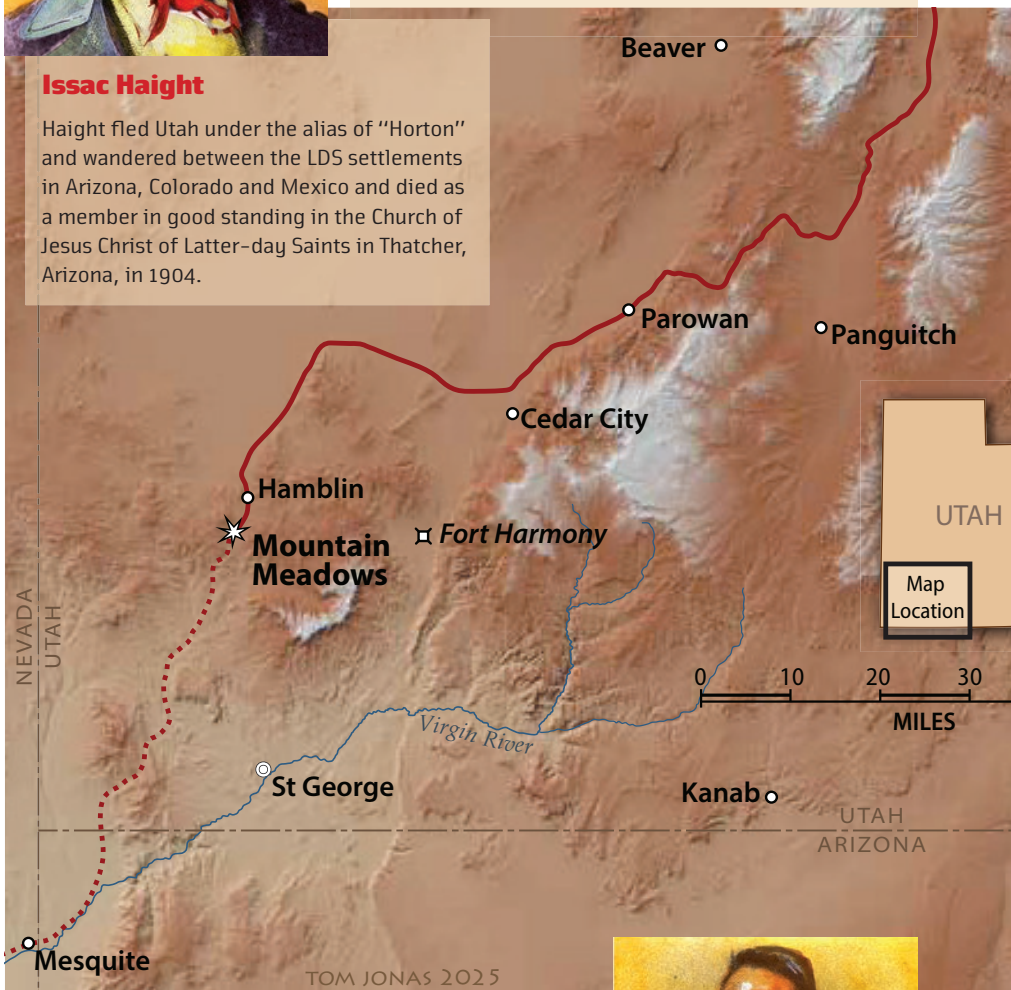 Issac Haight
Haight fled Utah under the alias of "Horton"
and wandered between the LDS settlements
in Arizona, Colorado and Mexico and died as
a member in good standing in the Church of
Jesus Christ of Latter-day Saints in Thatcher,
Arizona, in 1904.
Beaver
Parowan
Panguitch
Cedar City
Hamblin
Mountain
Meadows
Fort Harmony
UTAH
Map
Location
NEVADA
UTAH
0 10 20 30
MILES
Virgin River
St George
Kanab
UTAH
ARIZONA
Mesquite
TOM JONAS 2025